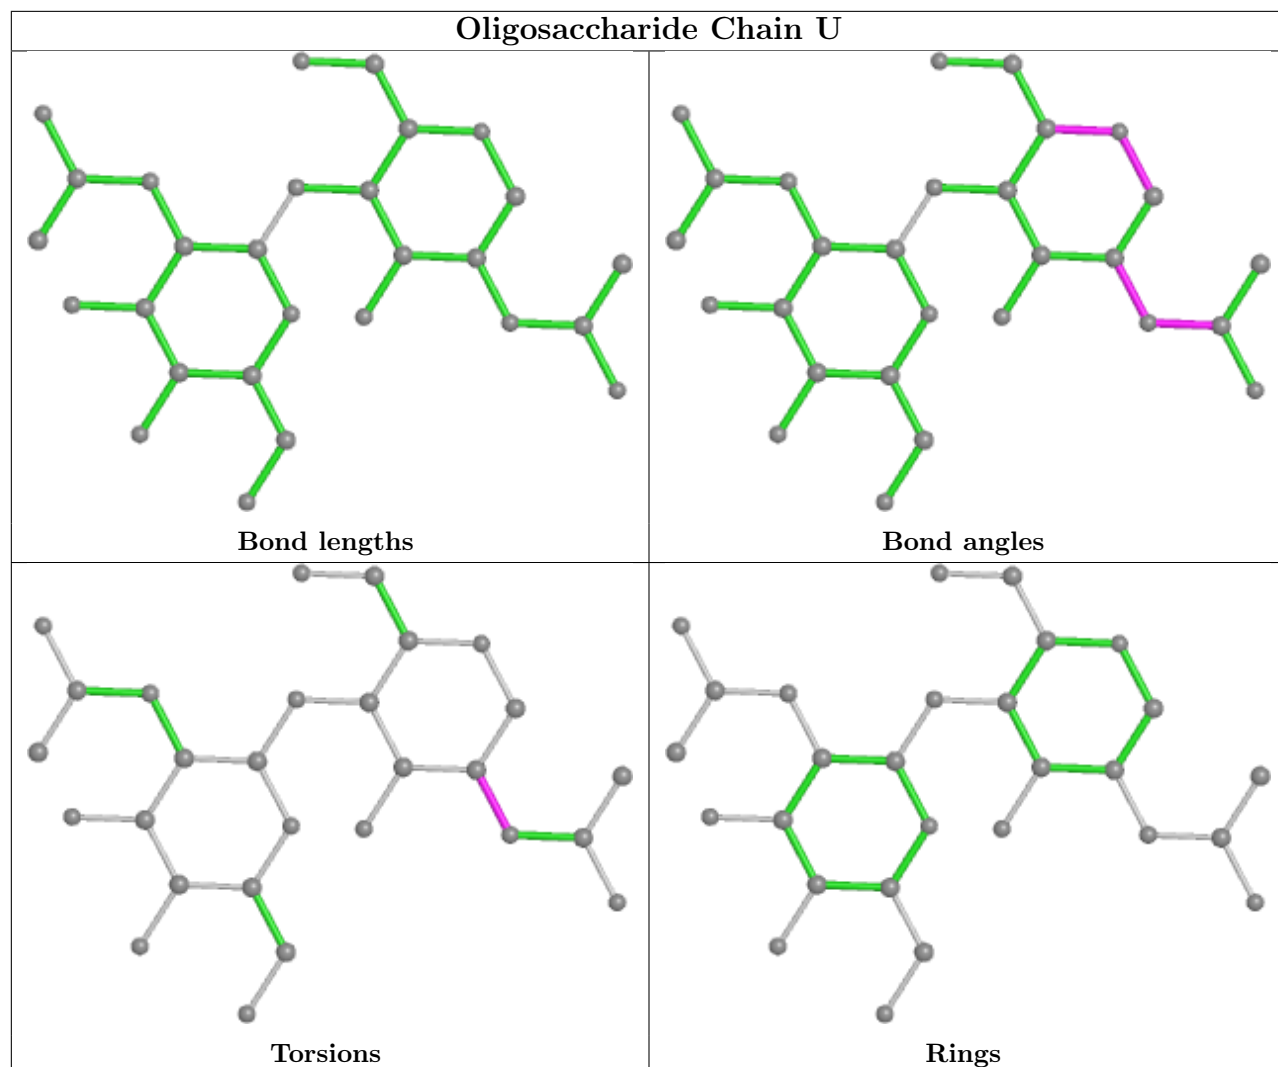 Oligosaccharide Chain U
Bond lengths
Bond angles
Torsions
Rings